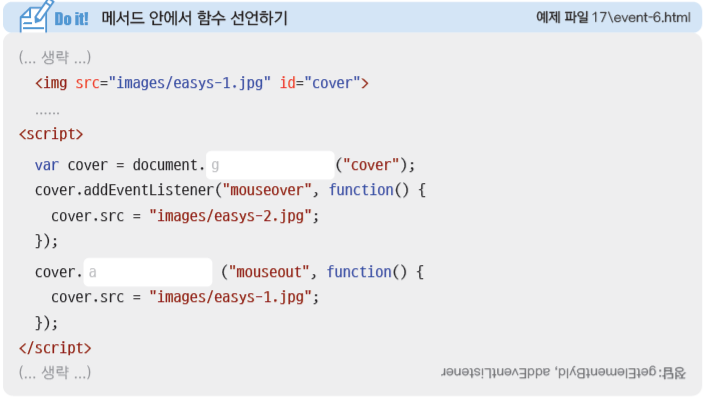 Do it! 메서드 안에서 함수 선언하기 예제 파일 17\event-6.html
(... 생략 ...)
<img src="images/easys-1.jpg" id="cover">
......
<script>
var cover = document. g ("cover");
cover.addEventListener("mouseover", function() {
cover.src = "images/easys-2.jpg";
});
cover. a ("mouseout", function() {
cover.src = "images/easys-1.jpg";
});
</script>
(... 생략 ...) 정답: getElementById, addEventListener